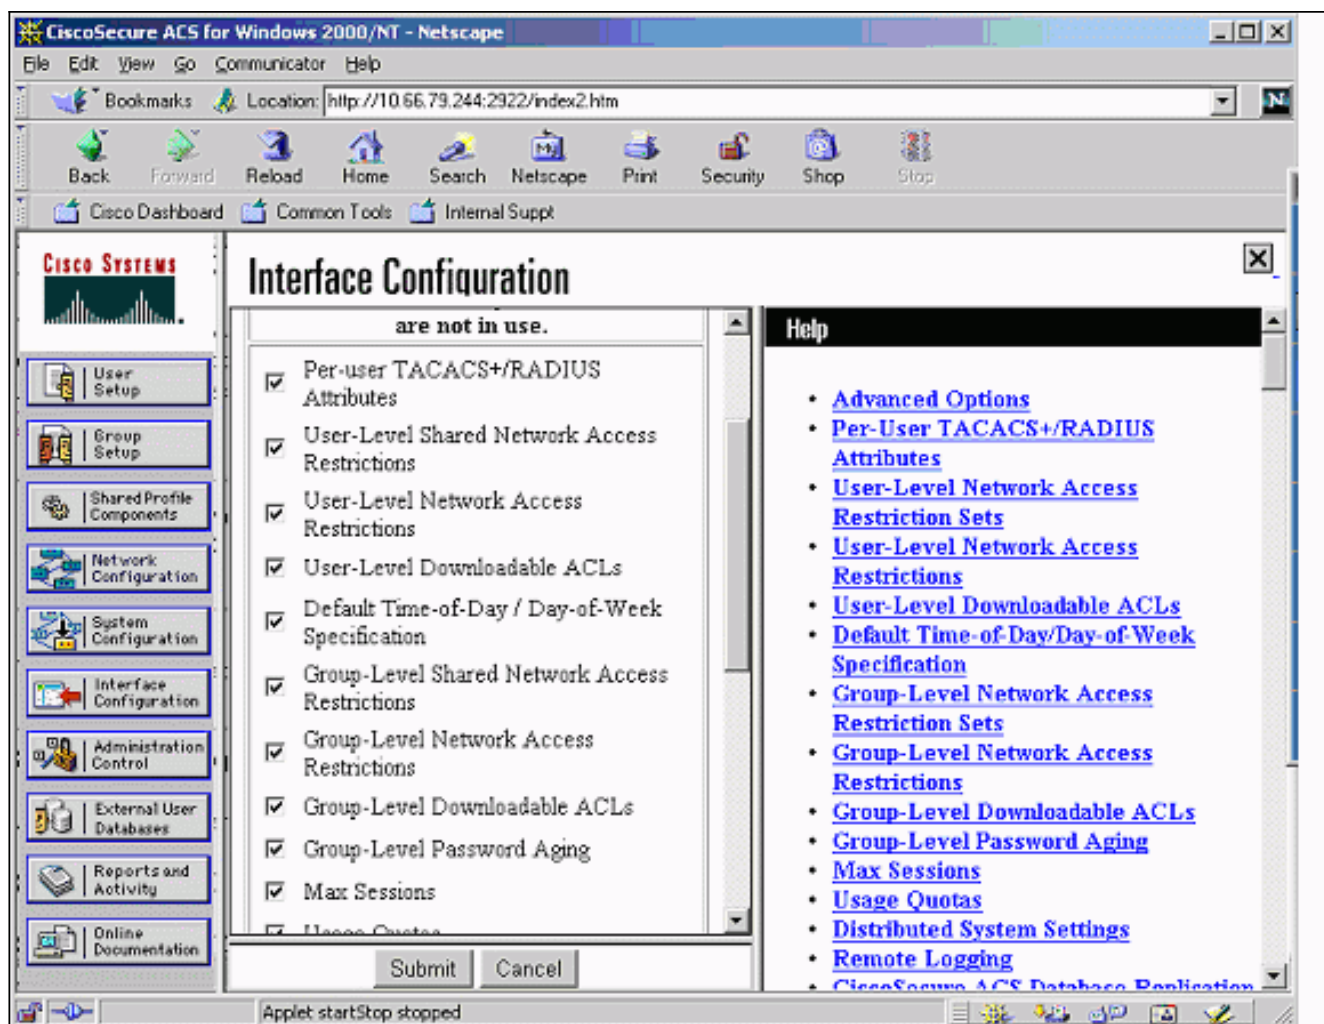 CiscoSecure ACS for Windows 2000/NT - Netscape
File Edit View Go Communicator Help
Bookmarks Location: http://10.66.79.244:2922/index2.htm
N
My
Back Forward Reload Home Search Netscape Print Security Shop Stop
Cisco Dashboard Common Tools Internal Suppt
CISCO SYSTEMS
User
Setup
Group
Setup
Shared Profile
Components
Network
Configuration
System
Configuration
Interface
Configuration
Administration
Control
External User
Databases
Reports and
Activity
Online
Documentation
Interface Configuration
are not in use.
Per-user TACACS+/RADIUS
Attributes
User-Level Shared Network Access
Restrictions
User-Level Network Access
Restrictions
User-Level Downloadable ACLs
Default Time-of-Day / Day-of-Week
Specification
Group-Level Shared Network Access
Restrictions
Group-Level Network Access
Restrictions
Group-Level Downloadable ACLs
Group-Level Password Aging
Max Sessions
Usage Quotas
Submit Cancel
Help
• Advanced Options
• Per-User TACACS+/RADIUS
Attributes
• User-Level Network Access
Restriction Sets
• User-Level Network Access
Restrictions
• User-Level Downloadable ACLs
• Default Time-of-Day/Day-of-Week
Specification
• Group-Level Network Access
Restriction Sets
• Group-Level Network Access
Restrictions
• Group-Level Downloadable ACLs
• Group-Level Password Aging
• Max Sessions
• Usage Quotas
• Distributed System Settings
• Remote Logging
• CiscoSecure ACS Database Replication
Applet startStop stopped